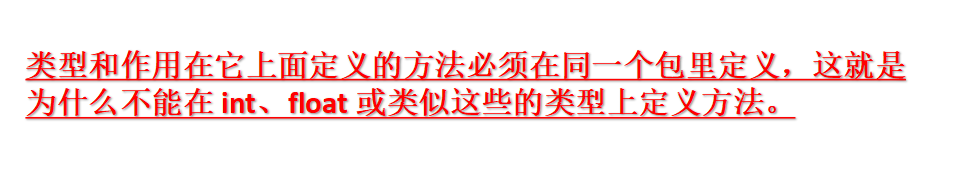 类型和作用在它上面定义的方法必须在同一个包里定义，这就是
为什么不能在 int、float 或类似这些的类型上定义方法。